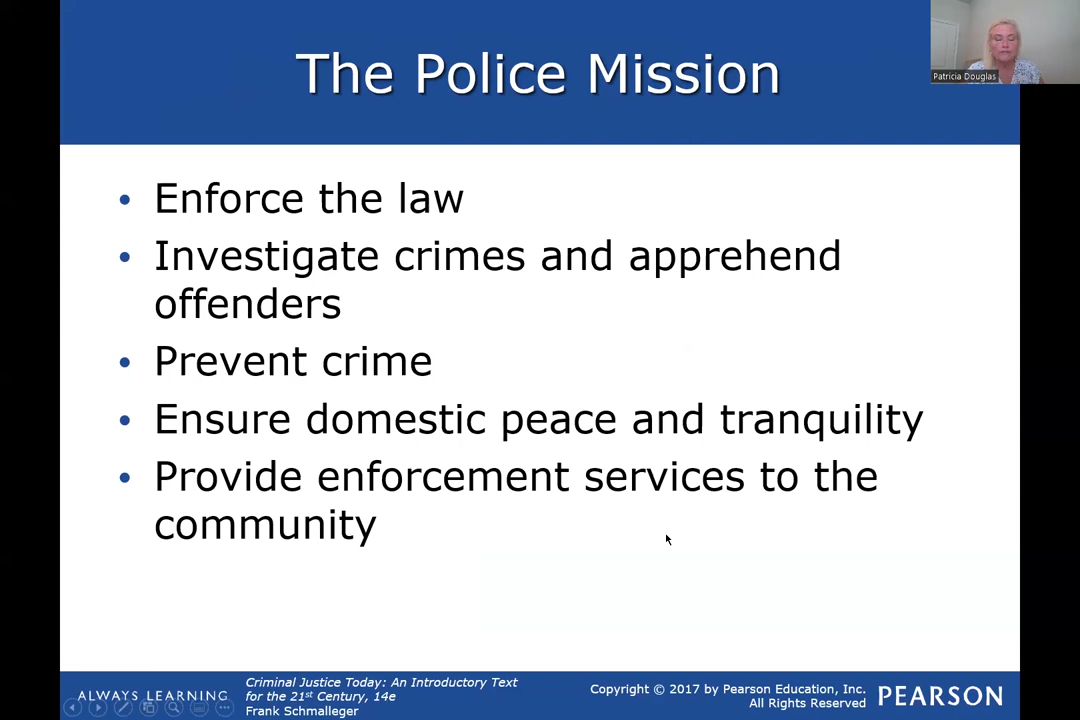 The Police Mission
Patricia Douglas
• Enforce the law
• Investigate crimes and apprehend
offenders
• Prevent crime
• Ensure domestic peace and tranquility
• Provide enforcement services to the
community
ALWAYS LEARNING
Criminal Justice Today: An Introductory Text
for the 21st Century, 14e
Frank Schmalleger
Copyright © 2017 by Pearson Education, Inc.
All Rights Reserved
PEARSON